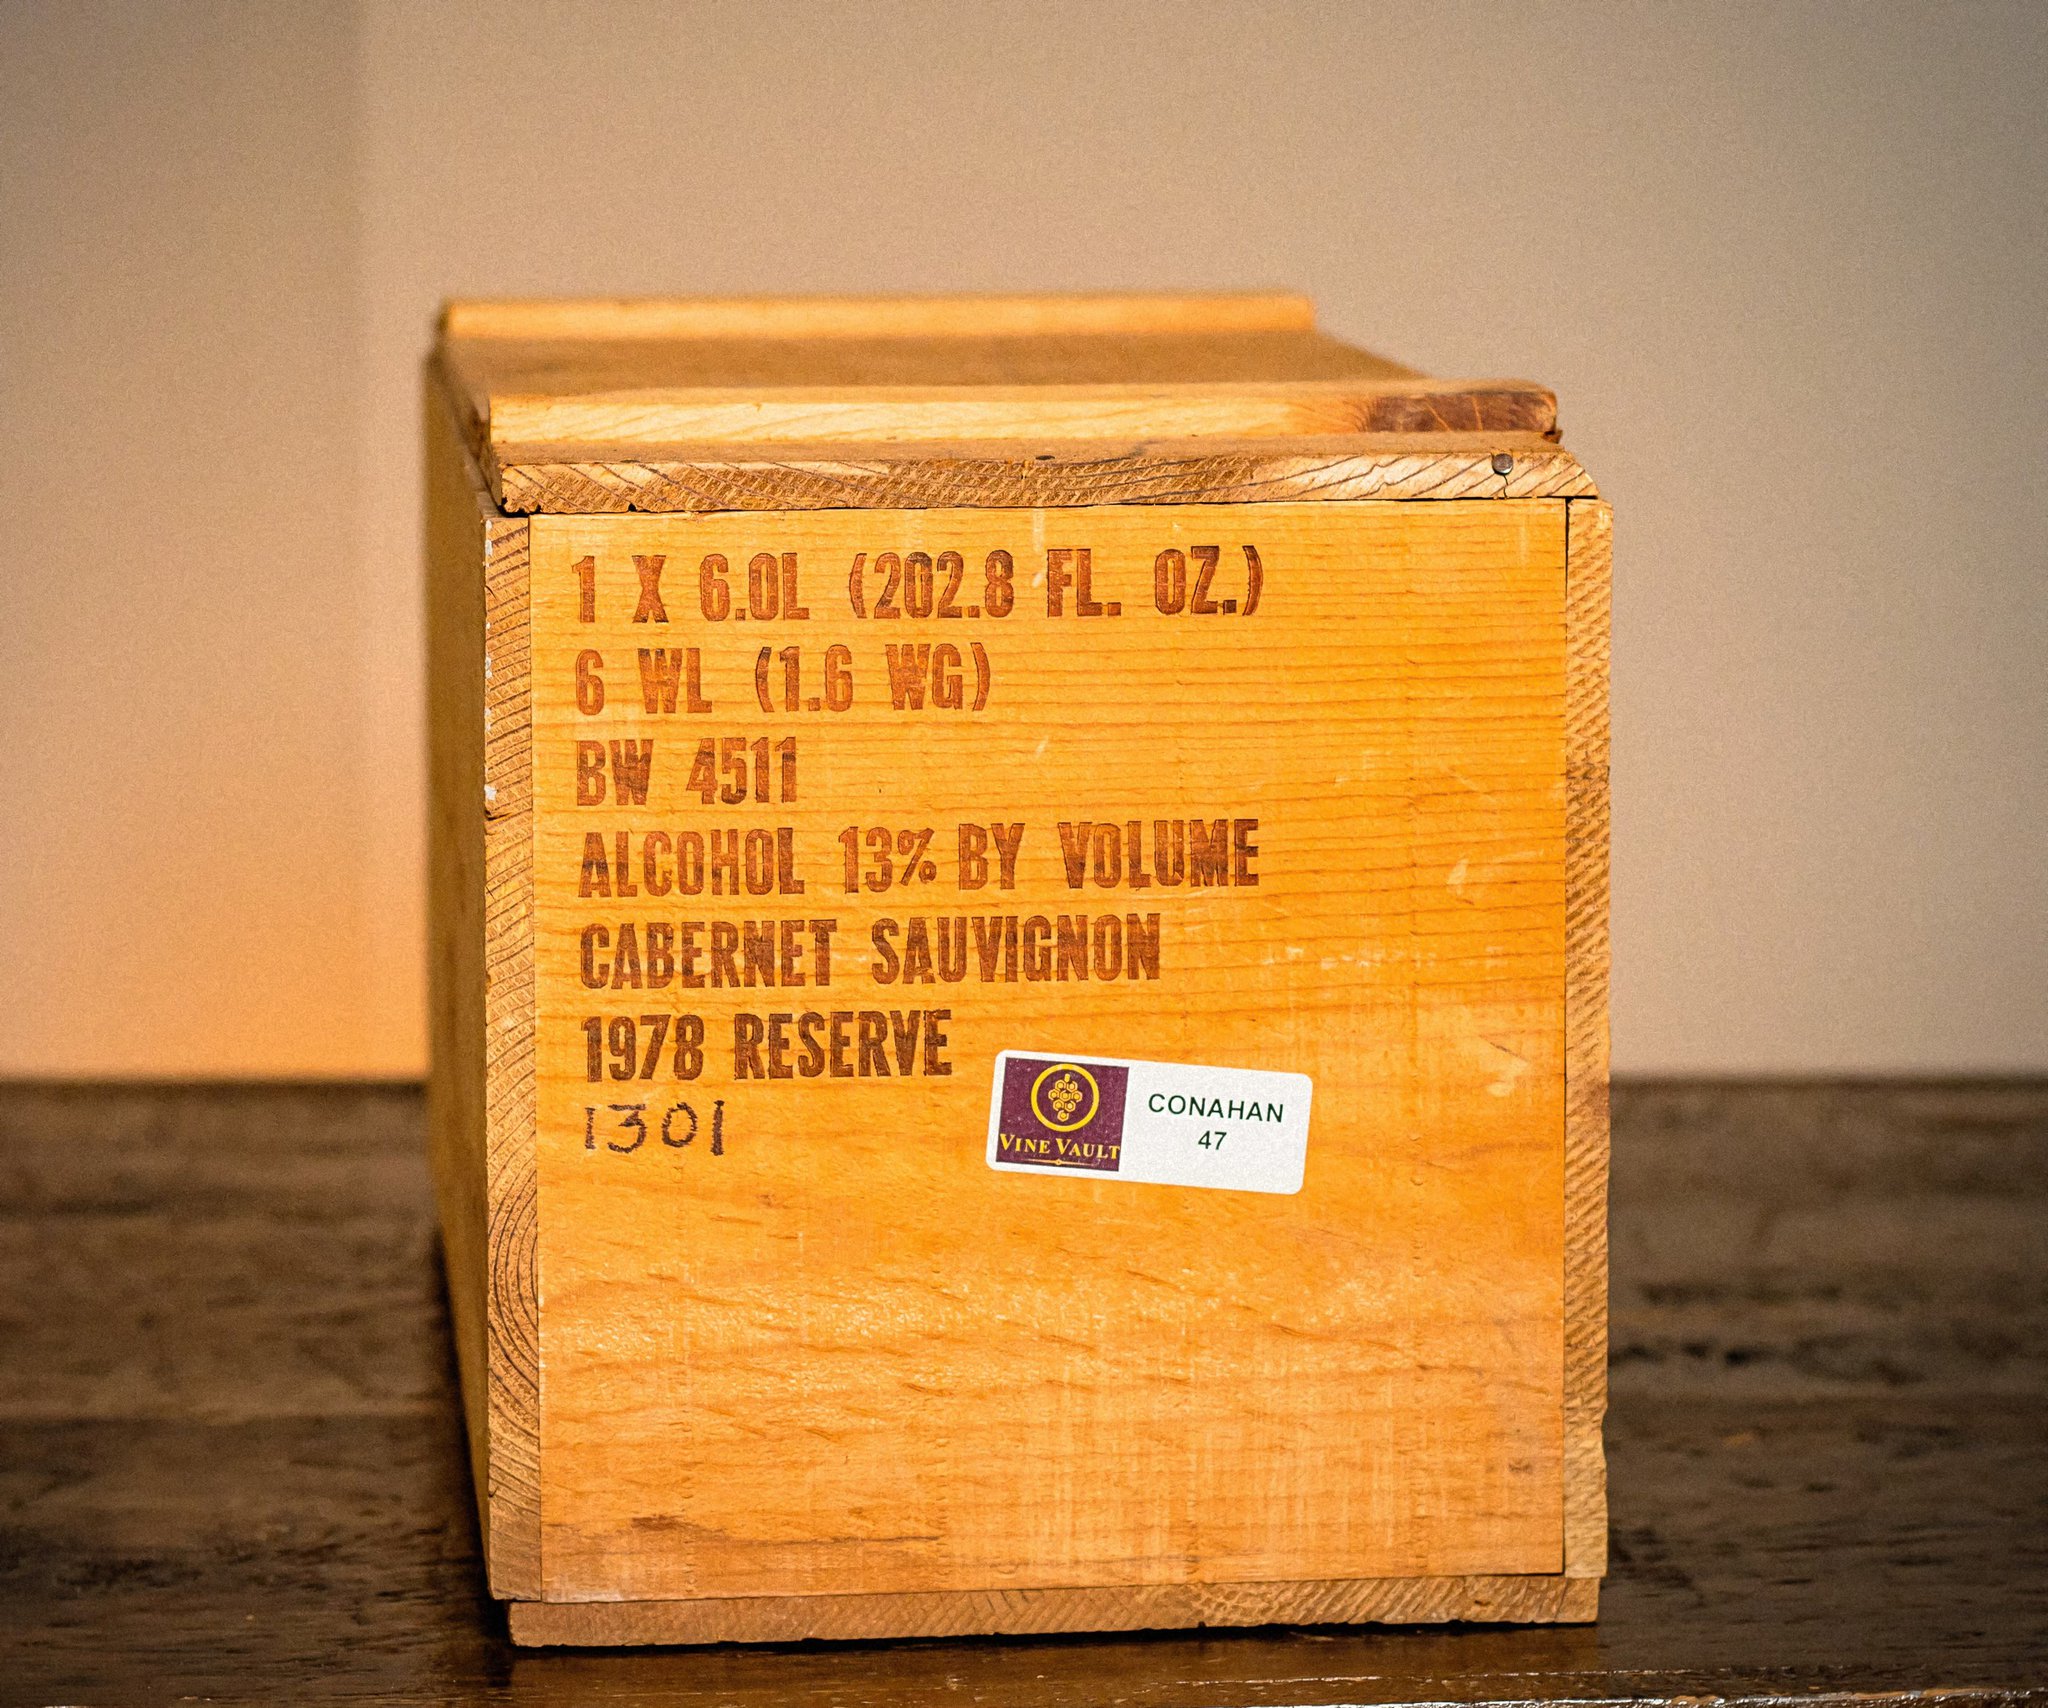 1 X 6.0L (202.8 FL. OZ.)
6 WL (1.6 WG)
BW 4511
ALCOHOL 13% BY VOLUME
CABERNET SAUVIGNON
1978 RESERVE
1301
VINE VAULT
CONAHAN
47